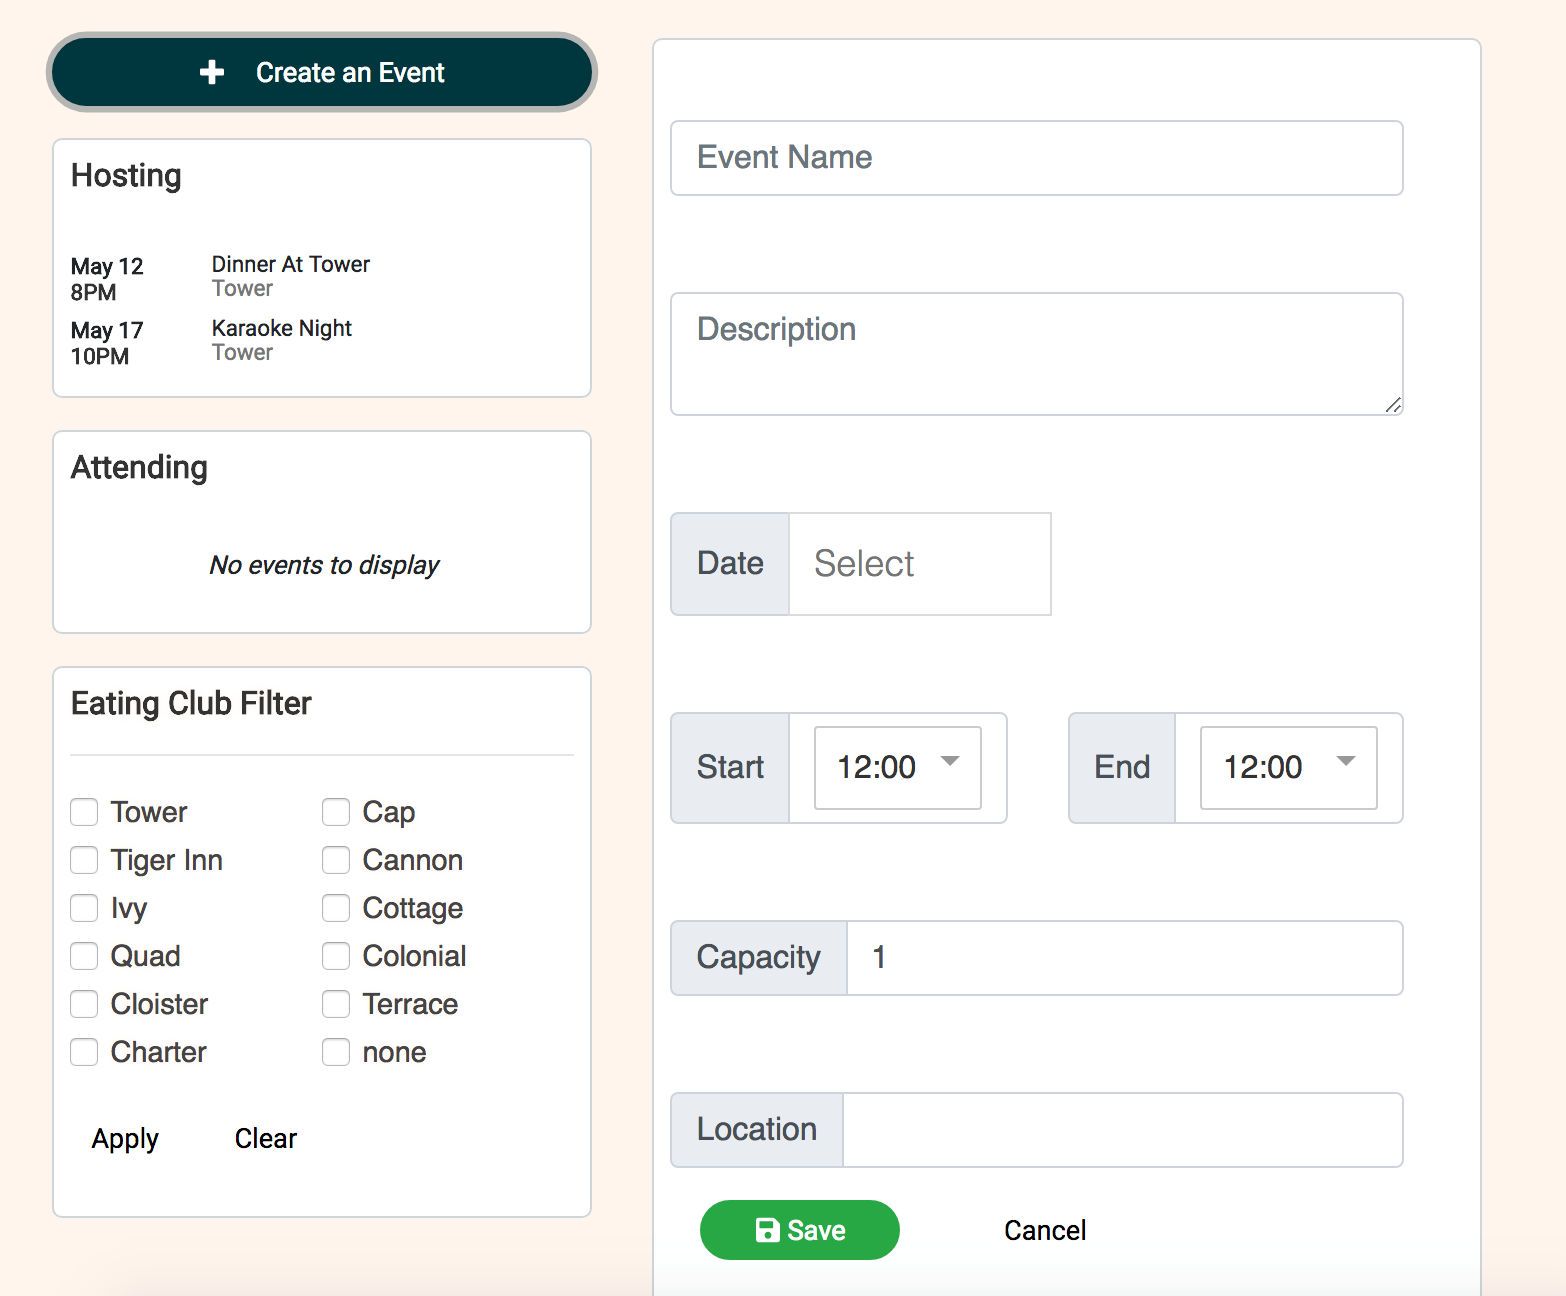 Create an Event
Hosting
May 12
8PM
Dinner At Tower
Tower
May 17
10PM
Karaoke Night
Tower
Attending
No events to display
Eating Club Filter
Tower
Cap
Tiger Inn
Cannon
Ivy
Cottage
Quad
Colonial
Cloister
Terrace
Charter
none
Apply
Clear
Event Name
Description
Date
Select
Start
12:00
End
12:00
Capacity
1
Location
Save
Cancel